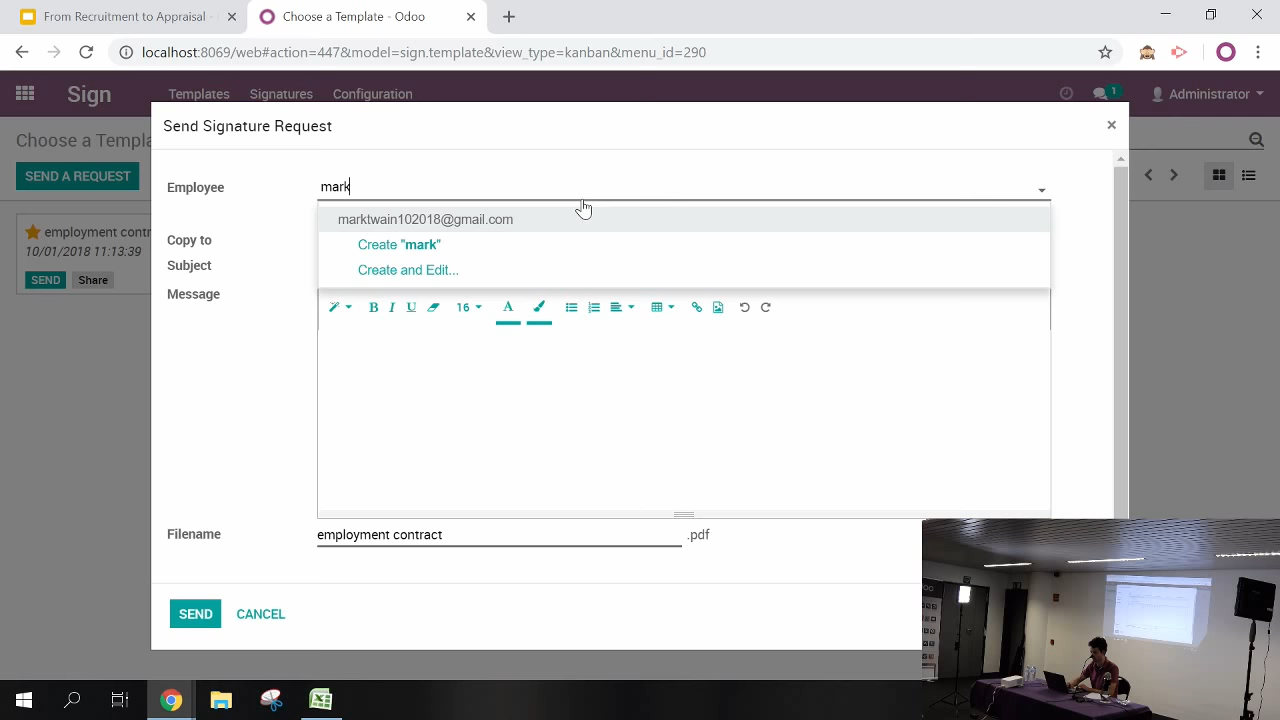 From Recruitment to Appraisal -
Choose a Template - Odoo
localhost:8069/web#action=447&model=sign.template&view_type=kanban&menu_id=290
Sign
Templates
Signatures
Configuration
1
Administrator
Choose a Templa
SEND A REQUEST
employment contr
10/01/2018 11:13:39
SEND
Share
Send Signature Request
×
Employee
mark
marktwain102018@gmail.com
Create "mark"
Create and Edit...
Copy to
Subject
Message
B
I
U
16
A
Filename
employment contract
.pdf
SEND
CANCEL